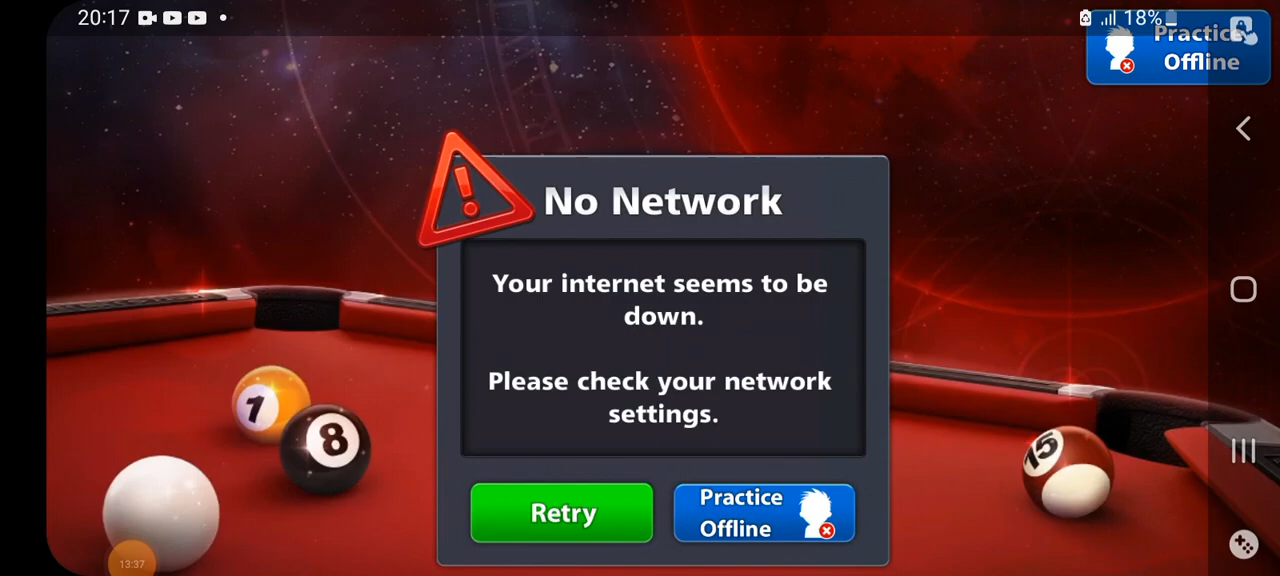 20:17
18%
Practice
Offline
No Network
Your internet seems to be
down.
Please check your network
settings.
Retry
Practice
Offline
1
8
15
13:37